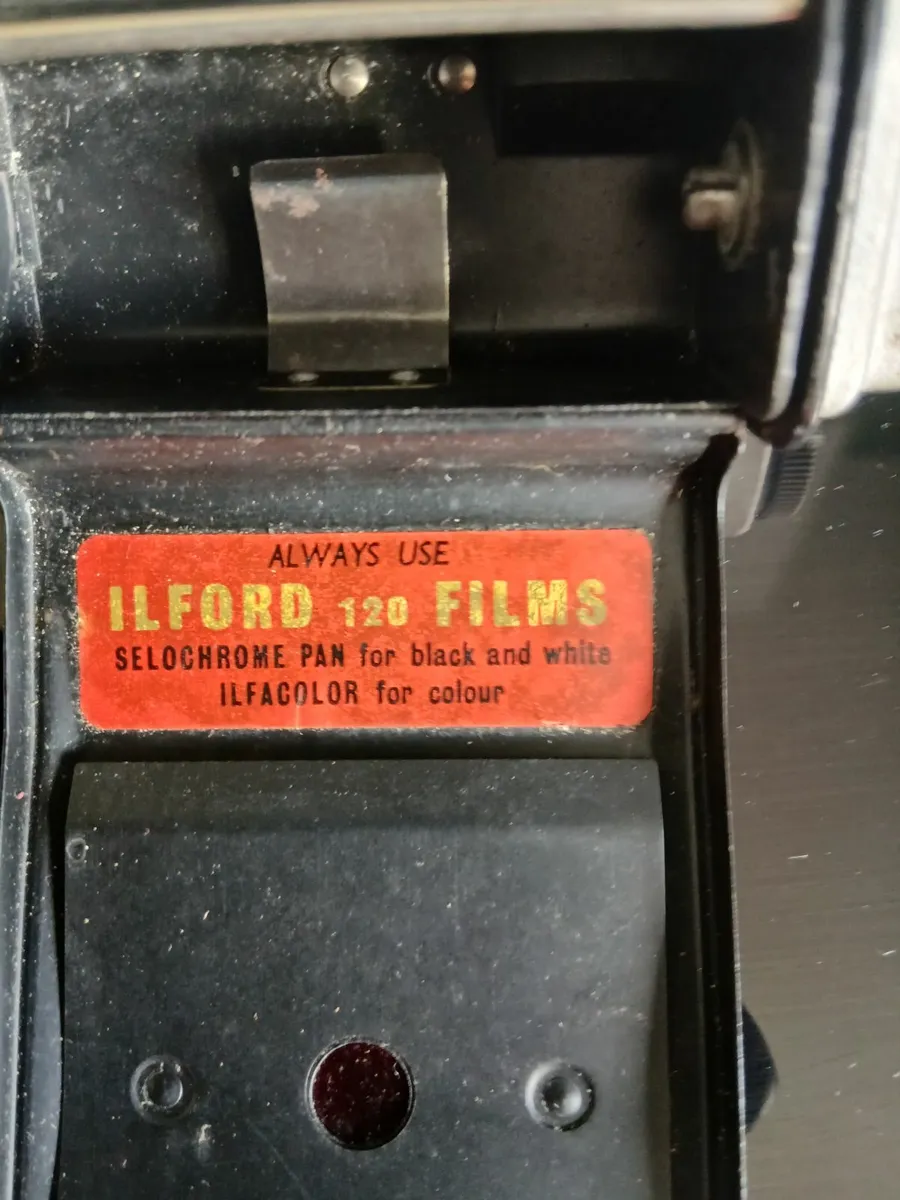 ALWAYS USE
ILFORD 120 FILMS
SELOCHROME PAN for black and white
ILFACOLOR for colour